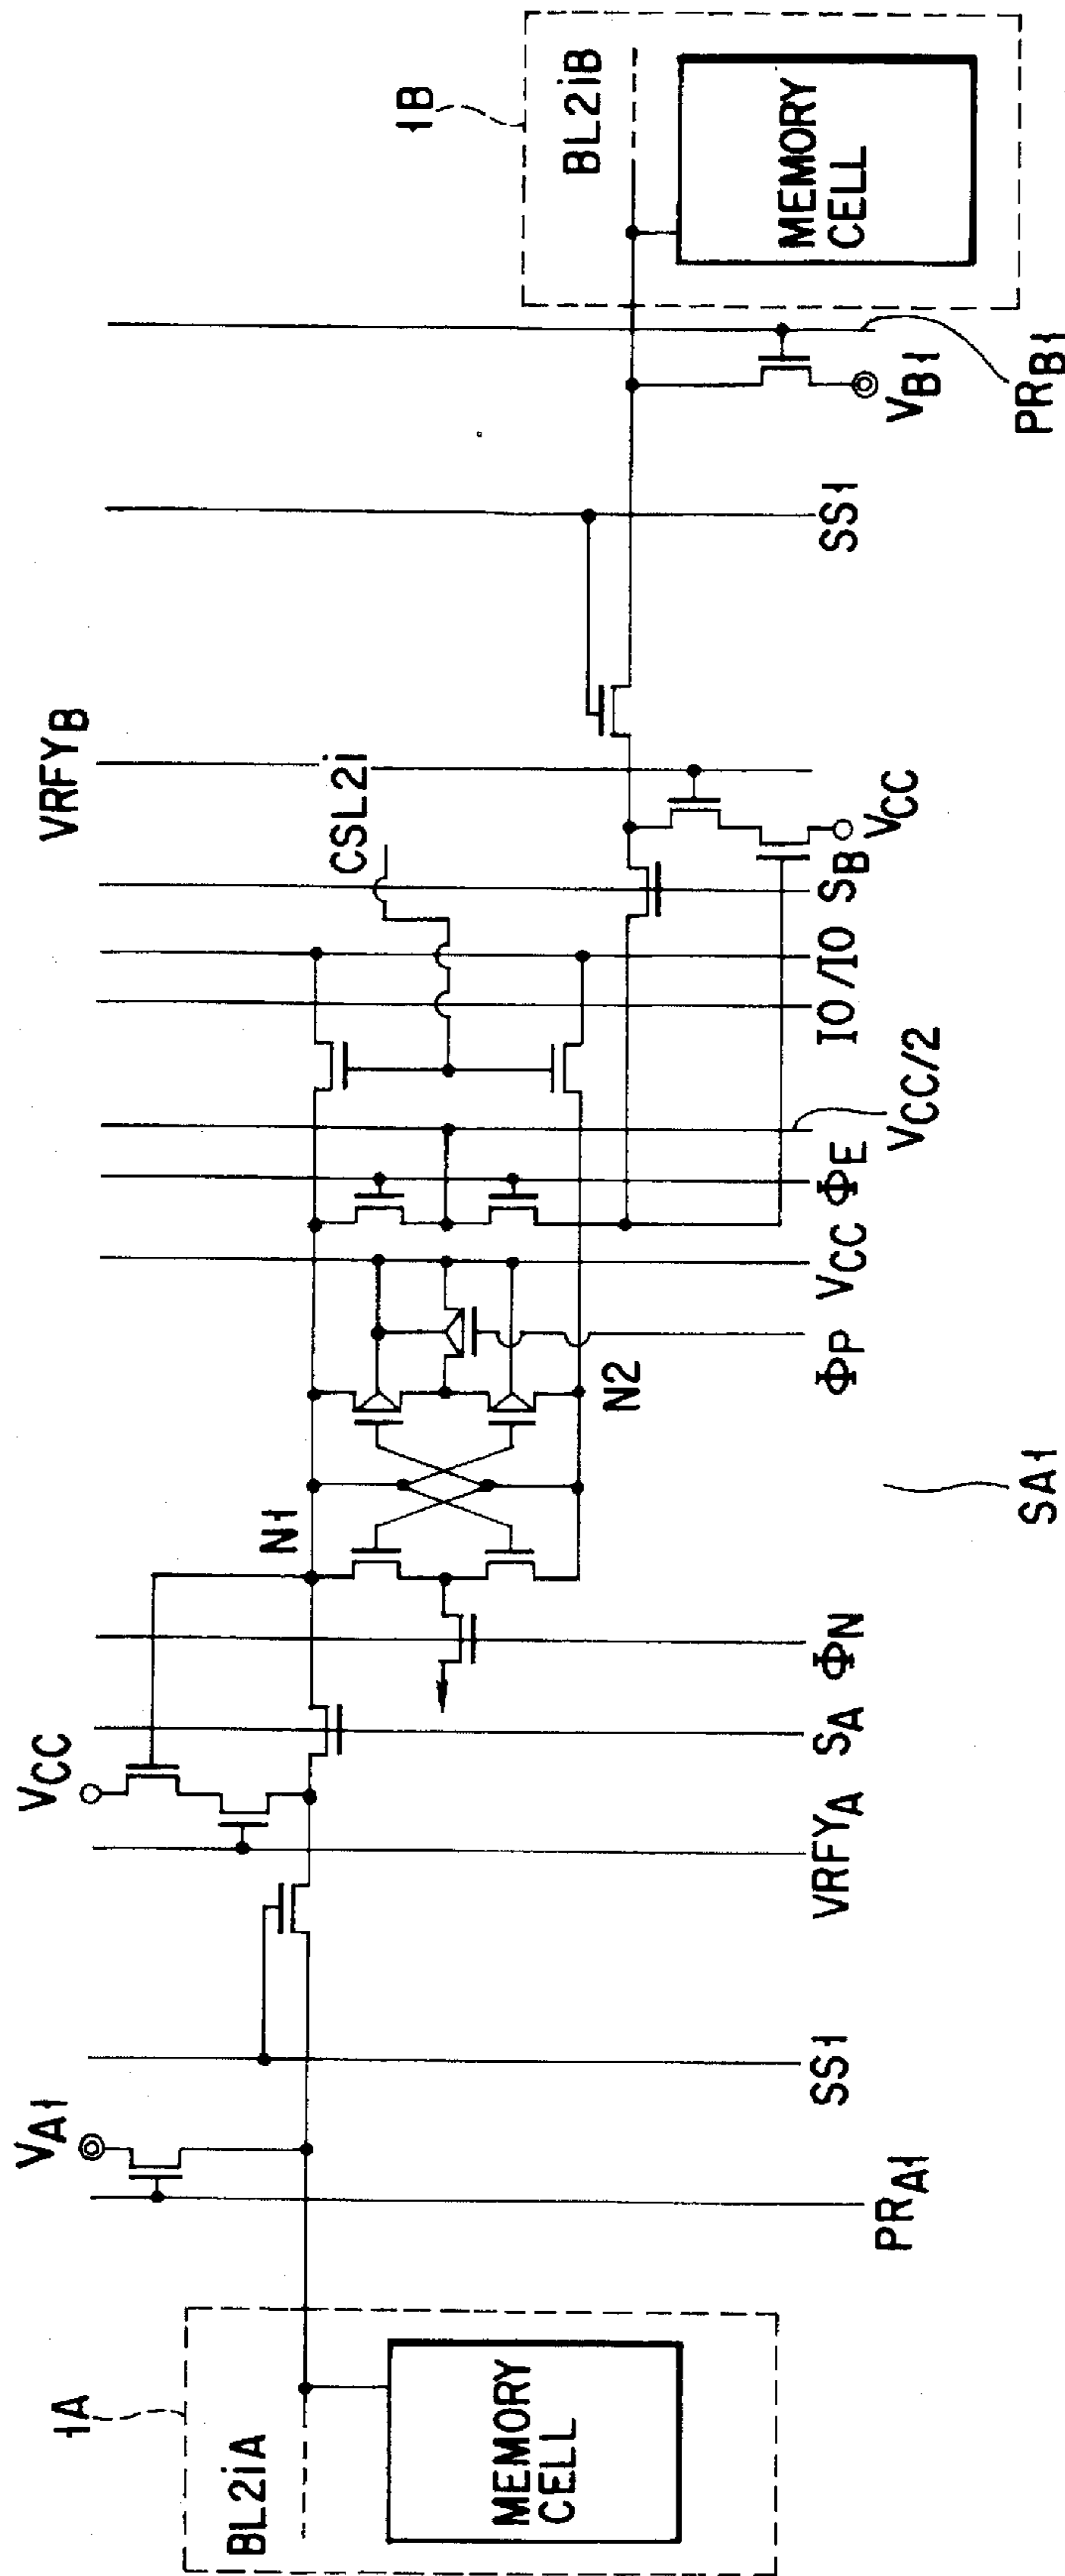 1A
BL2iA
MEMORY
CELL
VA1
PRA1
SS1
VCC
VRFYA
SA
ΦN
N1
SA1
N2
ΦP
VCC
ΦE
VCC/2
IO /IO
SB
CSL2i
VRFYB
VCC
SS1
VB1
PRB1
1B
BL2iB
MEMORY
CELL